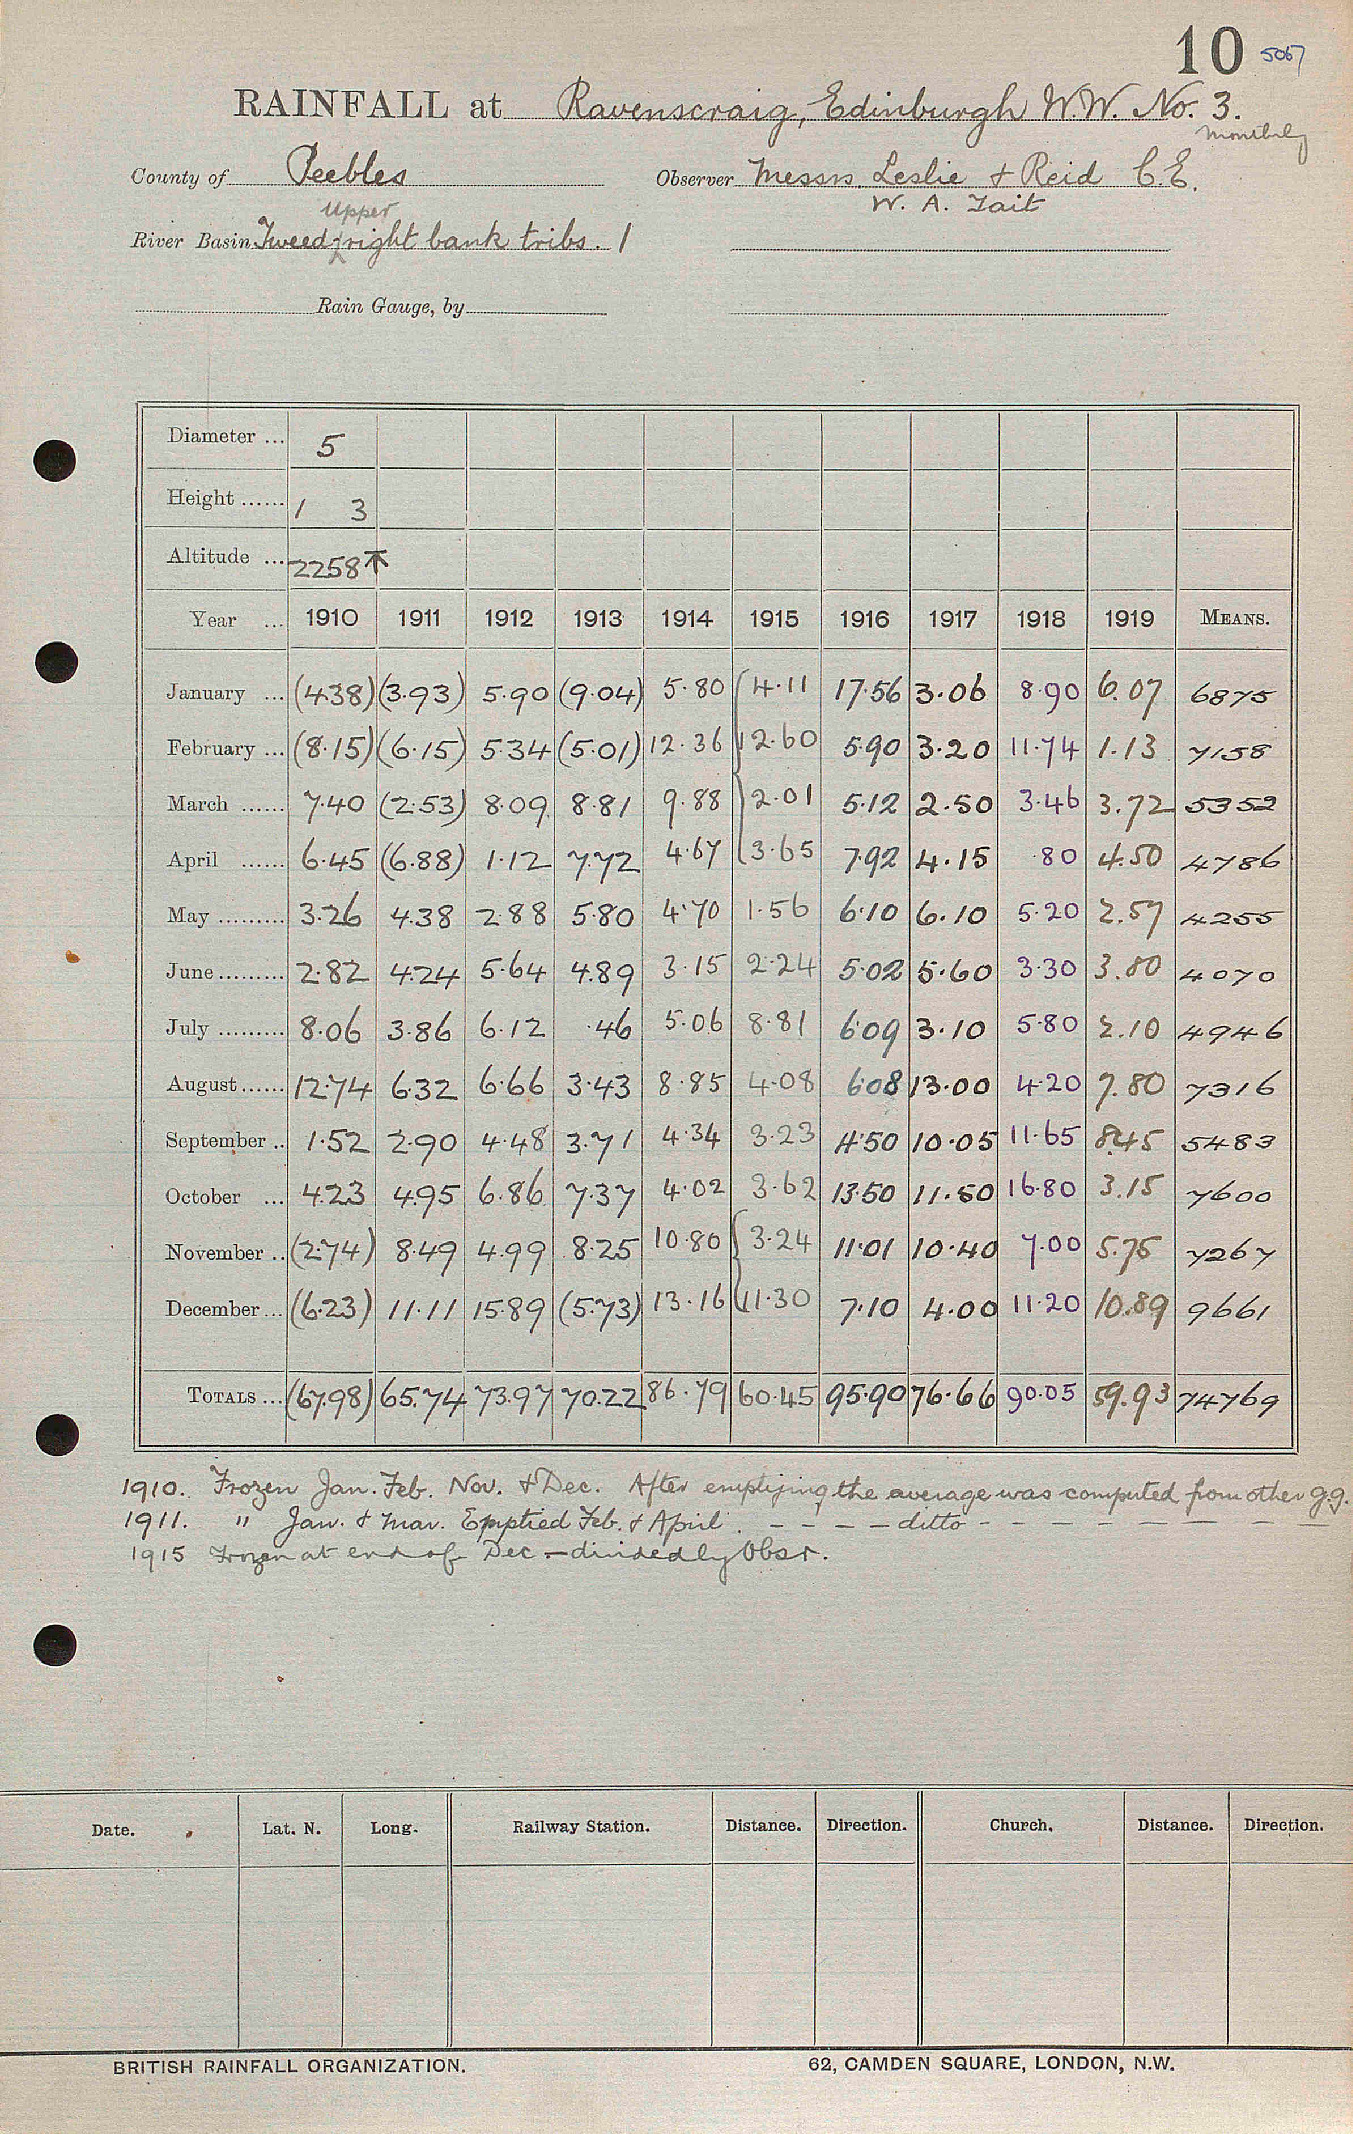 10 5067
RAINFALL at Ravenscraig, Edinburgh W.W. No. 3.
monthly
County of Peebles Observer Messrs. Leslie & Reid C.E.
W. A. Tait
Upper
River Basin Tweed, right bank tribs. 1
Rain Gauge, by
Diameter ... 5
Height ...... 1 3
Altitude ... 2258
Year ... 1910 1911 1912 1913 1914 1915 1916 1917 1918 1919 MEANS.
January ... (4.38) (3.93) 5.90 (9.04) 5.80 4.11 17.56 3.06 8.90 6.07 6875
February ... (8.15) (6.15) 5.34 (5.01) 12.36 12.60 5.90 3.20 11.74 1.13 7158
March ...... 7.40 (2.53) 8.09 8.81 9.88 2.01 5.12 2.50 3.46 3.72 5352
April ...... 6.45 (6.88) 1.12 7.72 4.67 3.65 7.92 4.15 .80 4.50 4786
May ......... 3.26 4.38 2.88 5.80 4.70 1.56 6.10 6.10 5.20 2.57 4255
June ......... 2.82 4.24 5.64 4.89 3.15 2.24 5.02 5.60 3.30 3.80 4070
July ......... 8.06 3.86 6.12 .46 5.06 8.81 6.09 3.10 5.80 2.10 4946
August ...... 12.74 6.32 6.66 3.43 8.85 4.08 6.08 13.00 4.20 7.80 7316
September .. 1.52 2.90 4.48 3.71 4.34 3.23 4.50 10.05 11.65 8.45 5483
October ... 4.23 4.95 6.86 7.37 4.02 3.62 13.50 11.50 16.80 3.15 7600
November .. (2.74) 8.49 4.99 8.25 10.80 3.24 11.01 10.40 7.00 5.75 7267
December ... (6.23) 11.11 15.89 (5.73) 13.16 11.30 7.10 4.00 11.20 10.89 9661
TOTALS ... (67.98) 65.74 73.97 70.22 86.79 60.45 95.90 76.66 90.05 59.93 74769
1910. Frozen Jan. Feb. Nov. & Dec. After emptying the average was computed from other g.g.
1911. " Jan. & Mar. Emptied Feb. & April. - - - - ditto - - - - - - - -
1915 Frozen at end of Dec - divided by Obsr.
Date. Lat. N. Long. Railway Station. Distance. Direction. Church. Distance. Direction.
BRITISH RAINFALL ORGANIZATION. 62, CAMDEN SQUARE, LONDON, N.W.